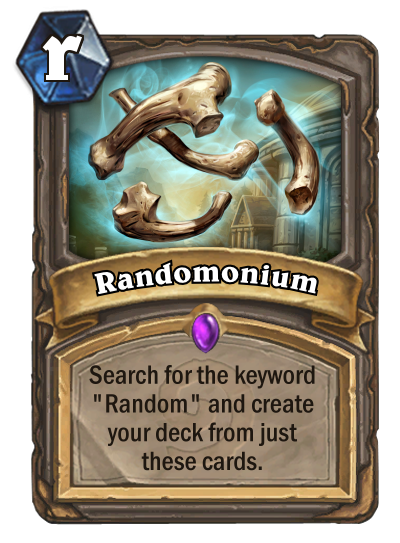 r
Randomonium
Search for the keyword
"Random" and create
your deck from just
these cards.